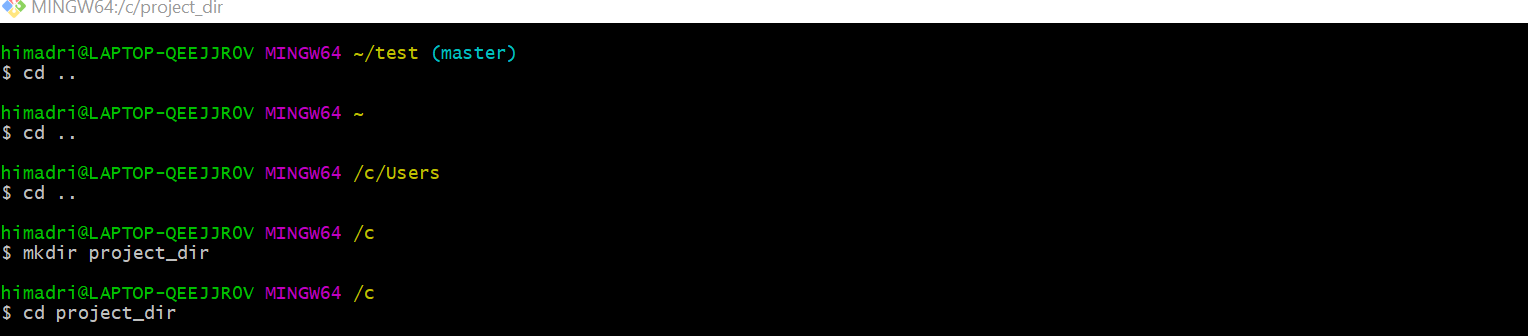 MINGW64:/c/project_dir
himadri@LAPTOP-QEEJJR0V MINGW64 ~/test (master)
$ cd ..
himadri@LAPTOP-QEEJJR0V MINGW64 ~
$ cd ..
himadri@LAPTOP-QEEJJR0V MINGW64 /c/Users
$ cd ..
himadri@LAPTOP-QEEJJR0V MINGW64 /c
$ mkdir project_dir
himadri@LAPTOP-QEEJJR0V MINGW64 /c
$ cd project_dir